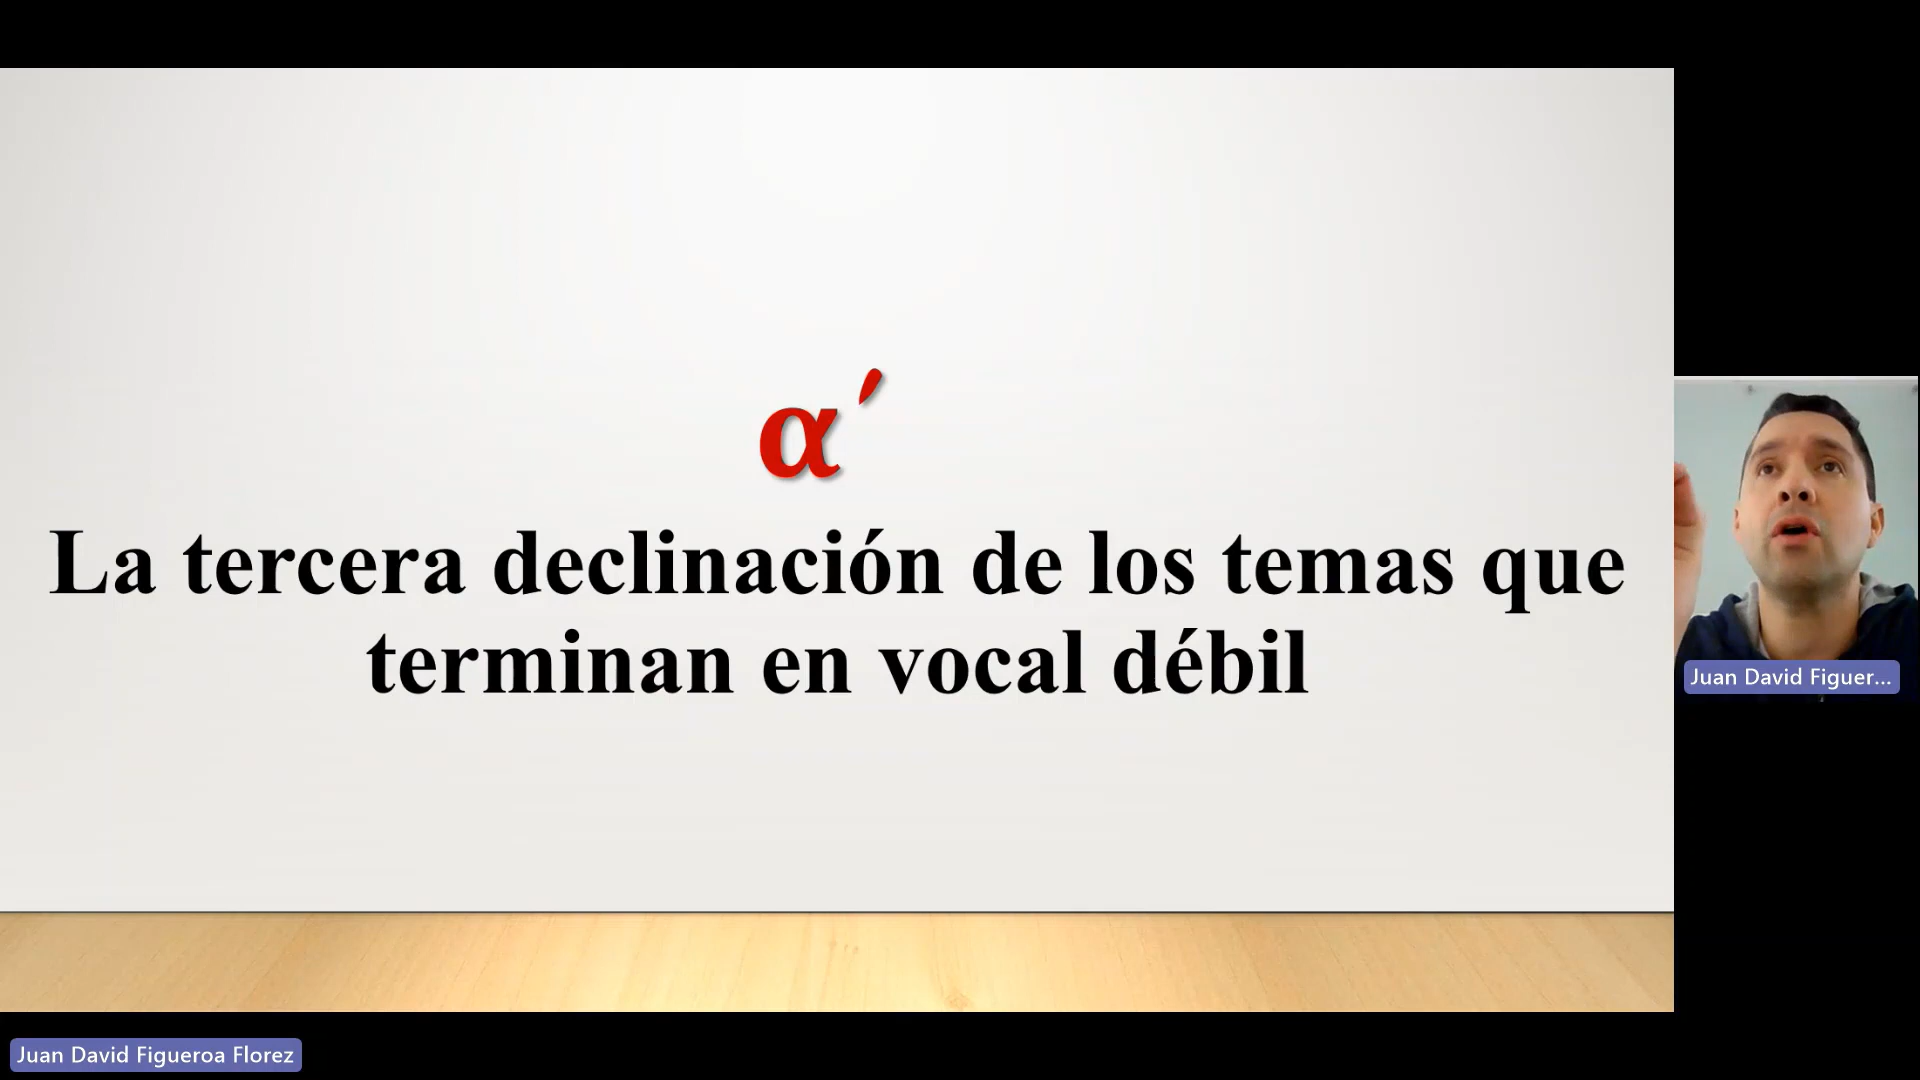 α΄
La tercera declinación de los temas que
terminan en vocal débil
Juan David Figuer...
Juan David Figueroa Florez